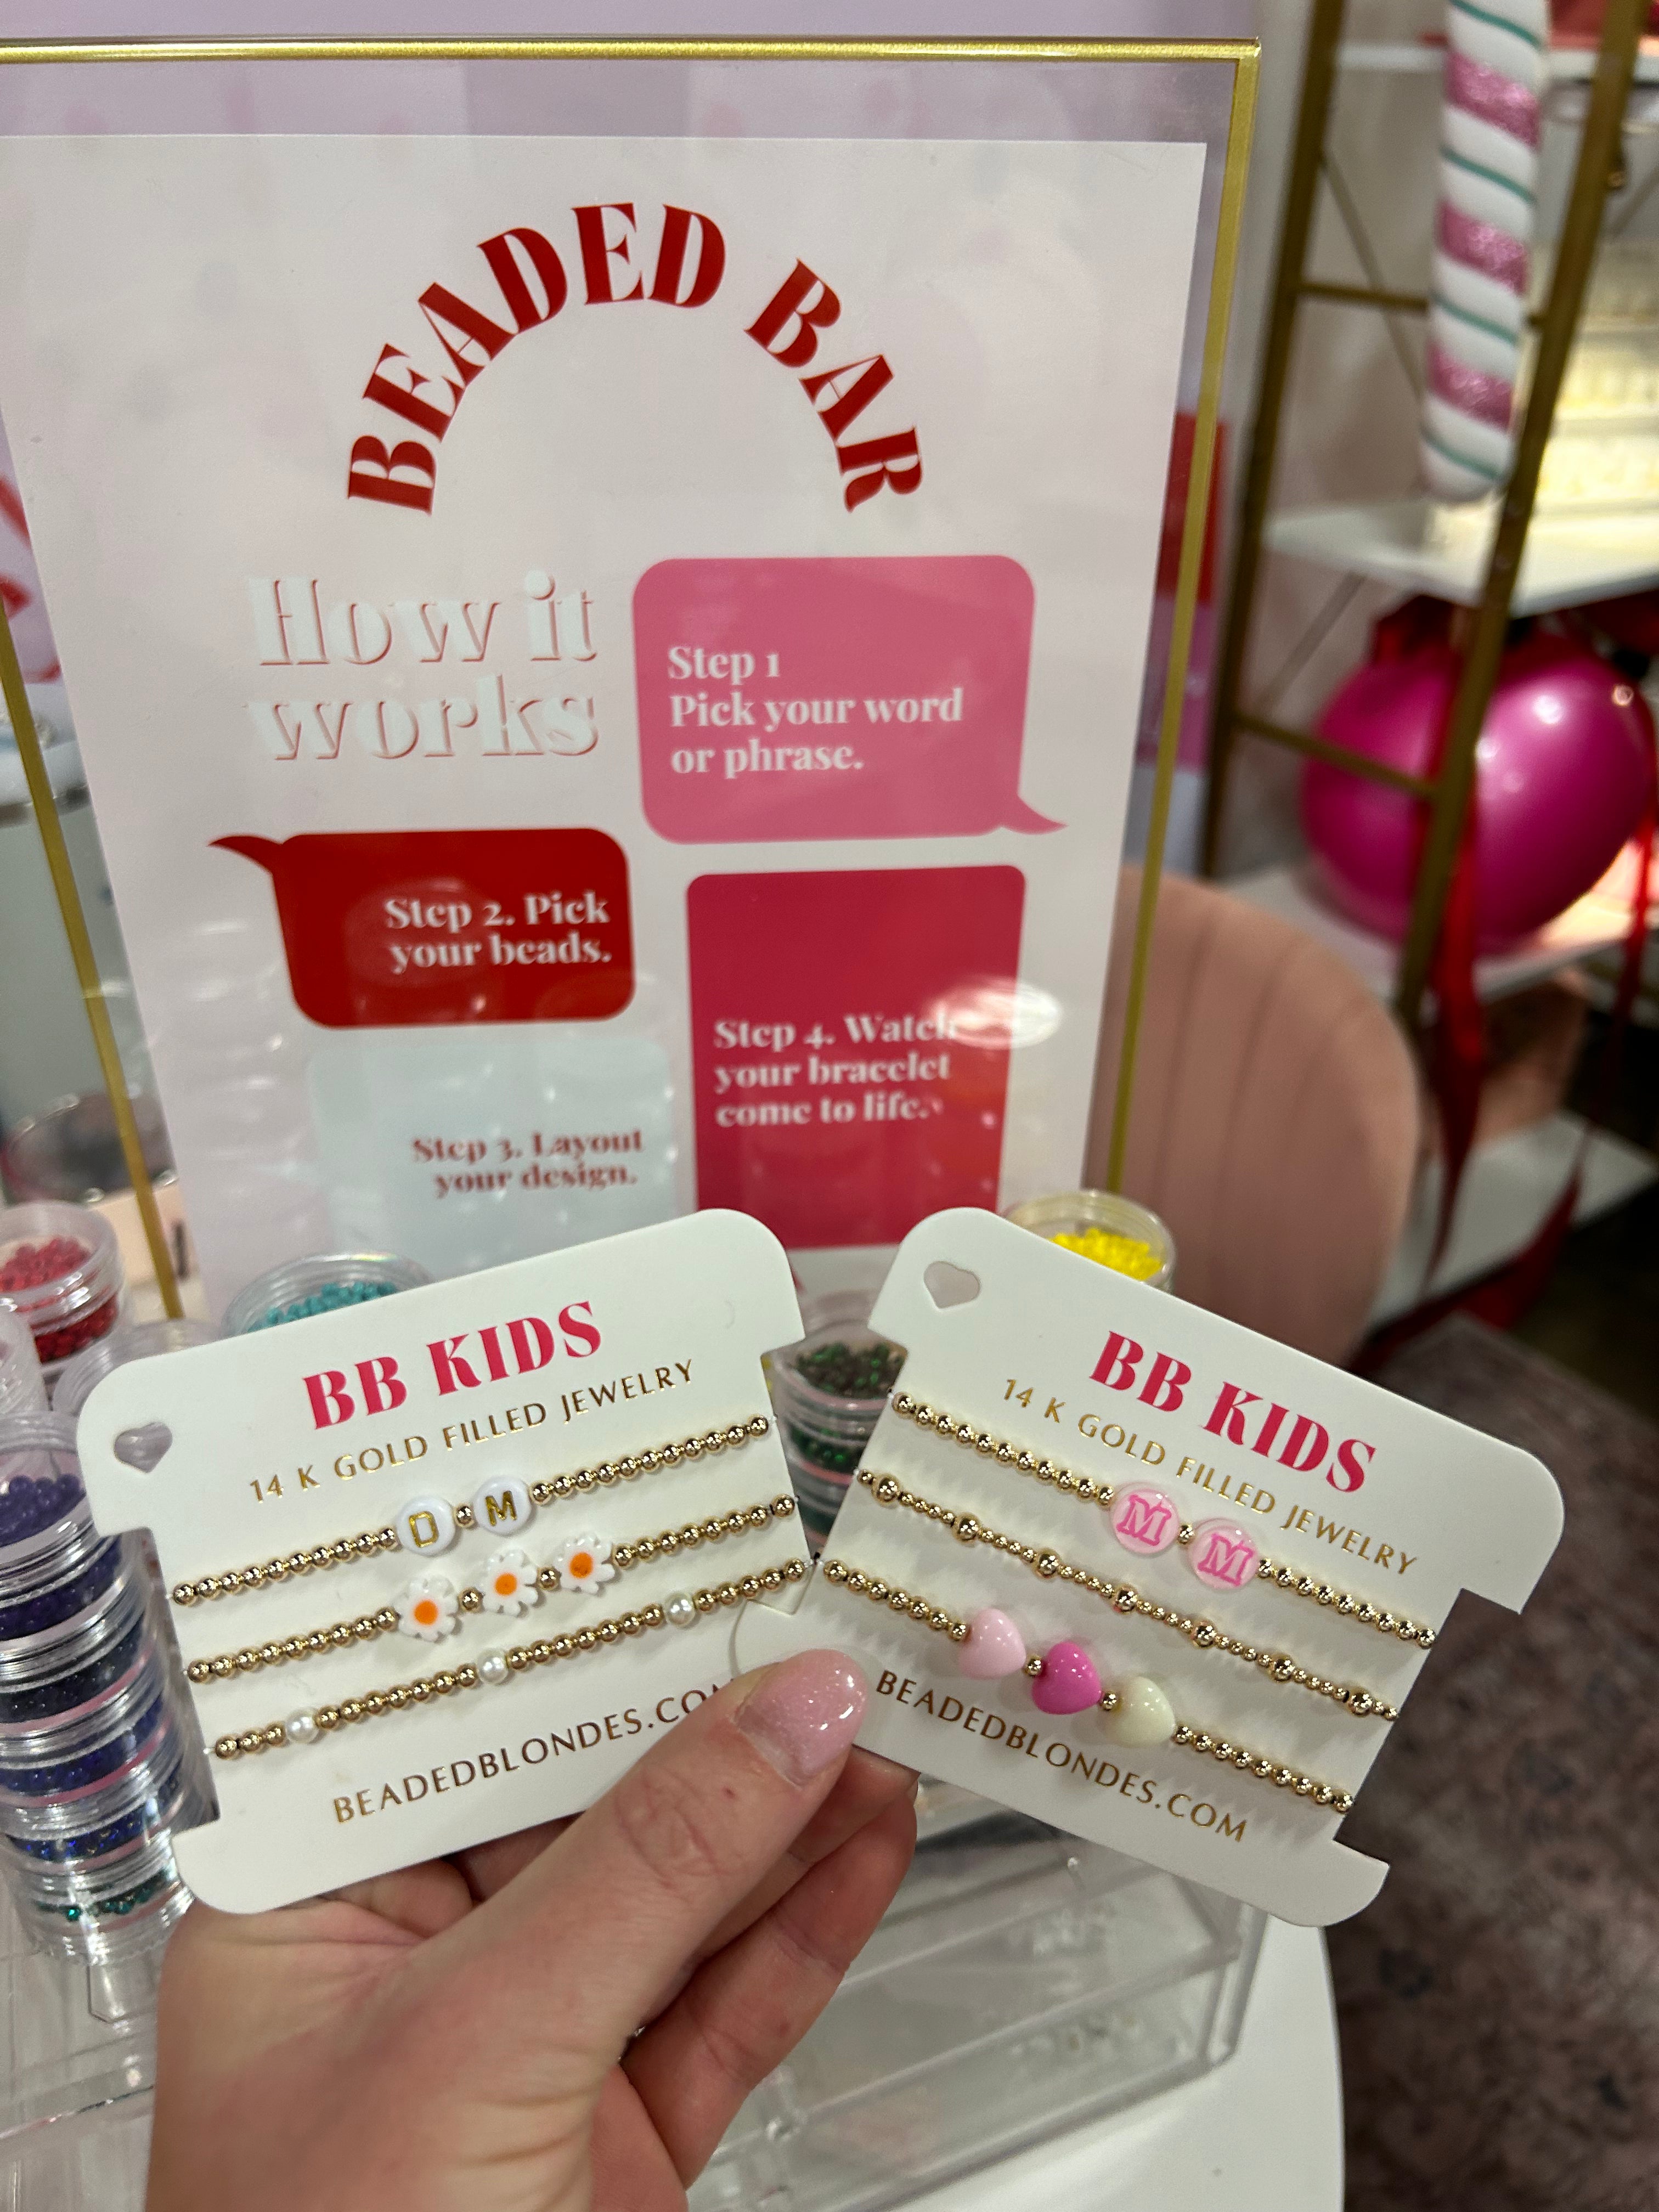 BEADED BAR
How it
works
Step 1
Pick your word
or phrase.
Step 2. Pick
your beads.
Step 3. Layout
your design.
Step 4. Watch
your bracelet
come to life.
BB KIDS
14 K GOLD FILLED JEWELRY
D M
BEADEDBLONDES.CO
BB KIDS
14 K GOLD FILLED JEWELRY
M M
BEADEDBLONDES.COM